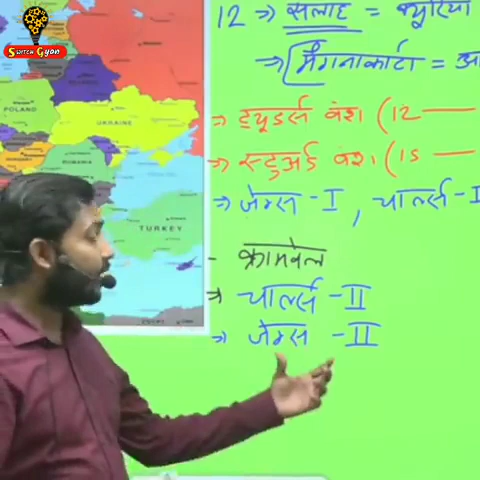 Switch Gyan
12 → सलाह = क्यूरिया
→ मैगनाकार्टा = आ
POLAND
UKRAINE
ROMANIA
TURKEY
→ ट्यूडर्स वंश (12 —
→ स्टुअर्ड वंश (15 —
→ जेम्स - I, चार्ल्स - I
- क्रामवेल
→ चार्ल्स - II
→ जेम्स - II